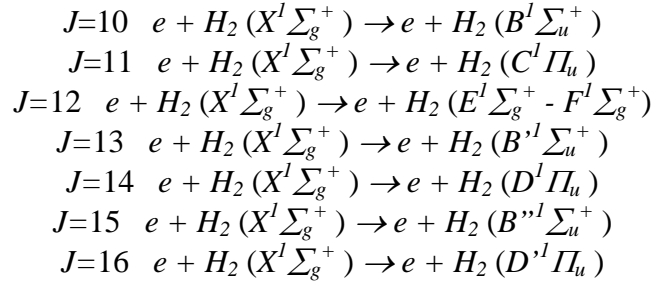 J=10 e + H₂ (X¹Σg⁺) → e + H₂ (B¹Σu⁺)
J=11 e + H₂ (X¹Σg⁺) → e + H₂ (C¹Πu)
J=12 e + H₂ (X¹Σg⁺) → e + H₂ (E¹Σg⁺ - F¹Σg⁺)
J=13 e + H₂ (X¹Σg⁺) → e + H₂ (B’¹Σu⁺)
J=14 e + H₂ (X¹Σg⁺) → e + H₂ (D¹Πu)
J=15 e + H₂ (X¹Σg⁺) → e + H₂ (B”¹Σu⁺)
J=16 e + H₂ (X¹Σg⁺) → e + H₂ (D’¹Πu)